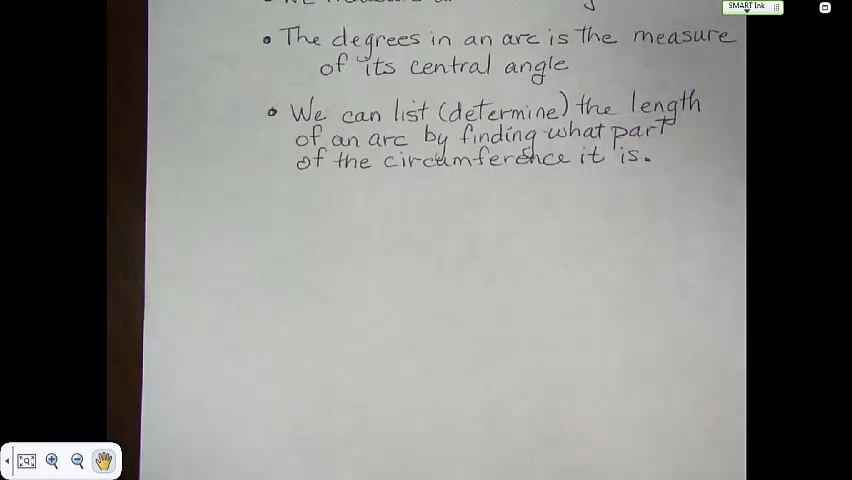 • The degrees in an arc is the measure
of its central angle
• We can list (determine) the length
of an arc by finding what part
of the circumference it is.
SMART Ink